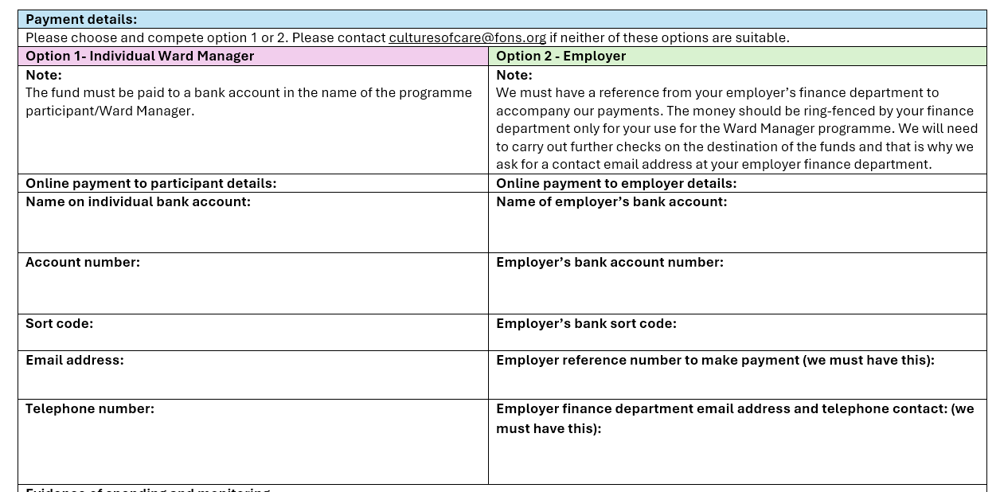 Payment details:
Please choose and compete option 1 or 2. Please contact culturesofcare@fons.org if neither of these options are suitable.
Option 1- Individual Ward Manager
Option 2 - Employer
Note:
The fund must be paid to a bank account in the name of the programme
participant/Ward Manager.
Note:
We must have a reference from your employer’s finance department to
accompany our payments. The money should be ring-fenced by your finance
department only for your use for the Ward Manager programme. We will need
to carry out further checks on the destination of the funds and that is why we
ask for a contact email address at your employer finance department.
Online payment to participant details:
Online payment to employer details:
Name on individual bank account:
Name of employer’s bank account:
Account number:
Employer’s bank account number:
Sort code:
Employer’s bank sort code:
Email address:
Employer reference number to make payment (we must have this):
Telephone number:
Employer finance department email address and telephone contact: (we
must have this):
Evidence of spending and monitoring